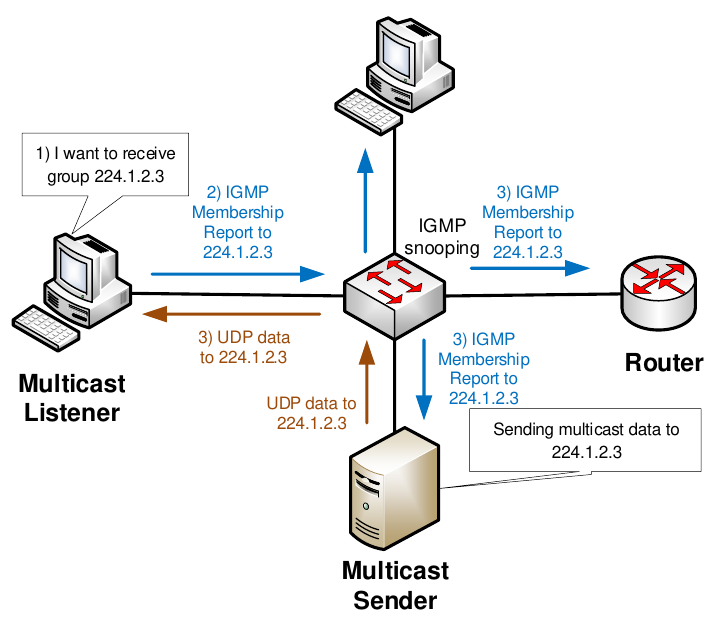 1) I want to receive
group 224.1.2.3
2) IGMP
Membership
Report to
224.1.2.3
IGMP
snooping
3) IGMP
Membership
Report to
224.1.2.3
3) UDP data
to 224.1.2.3
Multicast
Listener
UDP data to
224.1.2.3
3) IGMP
Membership
Report to
224.1.2.3
Router
Sending multicast data to
224.1.2.3
Multicast
Sender